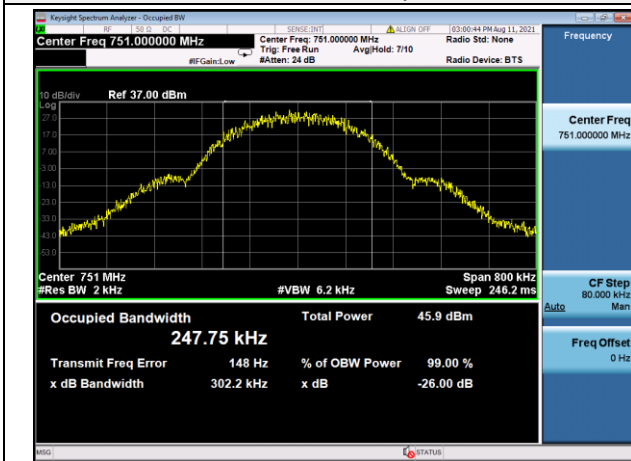 Keysight Spectrum Analyzer - Occupied BW
RF 50 Ω DC SENSE:INT ALIGN OFF 03:00:44 PM Aug 11, 2021
Center Freq 751.000000 MHz Center Freq: 751.000000 MHz Radio Std: None
Trig: Free Run Avg|Hold: 7/10
#IFGain:Low #Atten: 24 dB Radio Device: BTS
Frequency
10 dB/div Ref 37.00 dBm
Log
27.0
17.0
7.00
-3.00
-13.0
-23.0
-33.0
-43.0
-53.0
Center Freq
751.000000 MHz
Center 751 MHz Span 800 kHz
#Res BW 2 kHz #VBW 6.2 kHz Sweep 246.2 ms
CF Step
80.000 kHz
Auto Man
Occupied Bandwidth Total Power 45.9 dBm
247.75 kHz
Transmit Freq Error 148 Hz % of OBW Power 99.00 %
x dB Bandwidth 302.2 kHz x dB -26.00 dB
Freq Offset
0 Hz
MSG STATUS